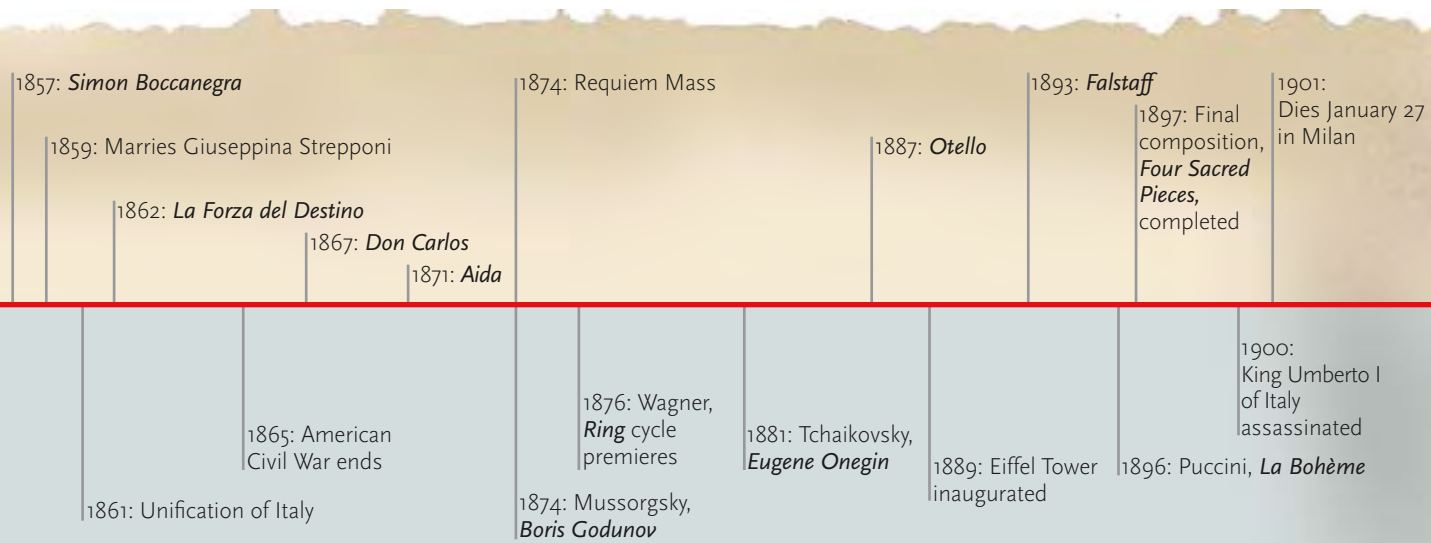 1857: Simon Boccanegra
1859: Marries Giuseppina Strepponi
1862: La Forza del Destino
1867: Don Carlos
1871: Aida
1874: Requiem Mass
1887: Otello
1893: Falstaff
1897: Final
composition,
Four Sacred
Pieces,
completed
1901:
Dies January 27
in Milan
1861: Unification of Italy
1865: American
Civil War ends
1874: Mussorgsky,
Boris Godunov
1876: Wagner,
Ring cycle
premieres
1881: Tchaikovsky,
Eugene Onegin
1889: Eiffel Tower
inaugurated
1896: Puccini, La Bohème
1900:
King Umberto I
of Italy
assassinated